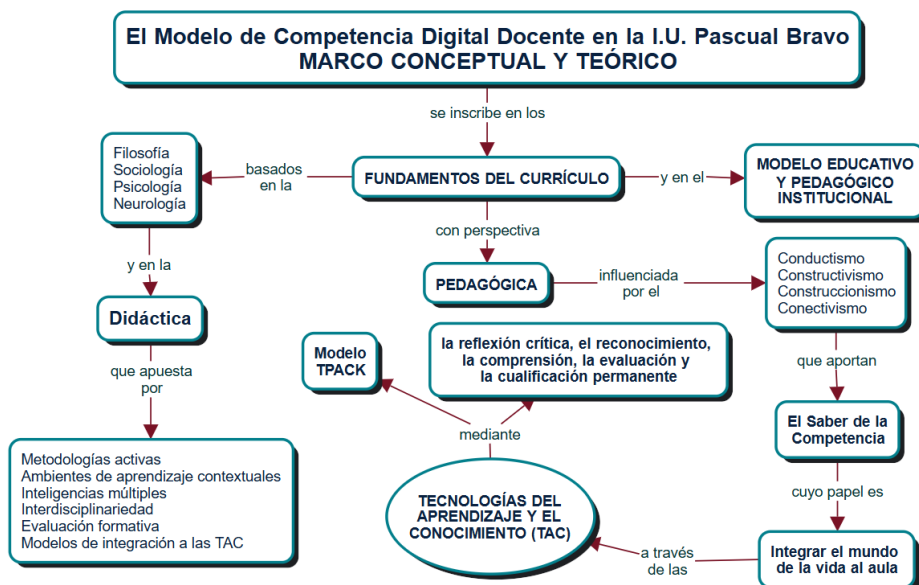 El Modelo de Competencia Digital Docente en la I.U. Pascual Bravo
MARCO CONCEPTUAL Y TEÓRICO
se inscribe en los
Filosofía
Sociología
Psicología
Neurología
basados
en la
FUNDAMENTOS DEL CURRÍCULO
y en el
MODELO EDUCATIVO
Y PEDAGÓGICO
INSTITUCIONAL
con perspectiva
y en la
PEDAGÓGICA
influenciada
por el
Conductismo
Constructivismo
Construccionismo
Conectivismo
Didáctica
Modelo
TPACK
la reflexión crítica, el reconocimiento,
la comprensión, la evaluación y
la cualificación permanente
que aportan
que apuesta
por
mediante
El Saber de la
Competencia
Metodologías activas
Ambientes de aprendizaje contextuales
Inteligencias múltiples
Interdisciplinariedad
Evaluación formativa
Modelos de integración a las TAC
TECNOLOGÍAS DEL
APRENDIZAJE Y EL
CONOCIMIENTO (TAC)
cuyo papel es
a través
de las
Integrar el mundo
de la vida al aula